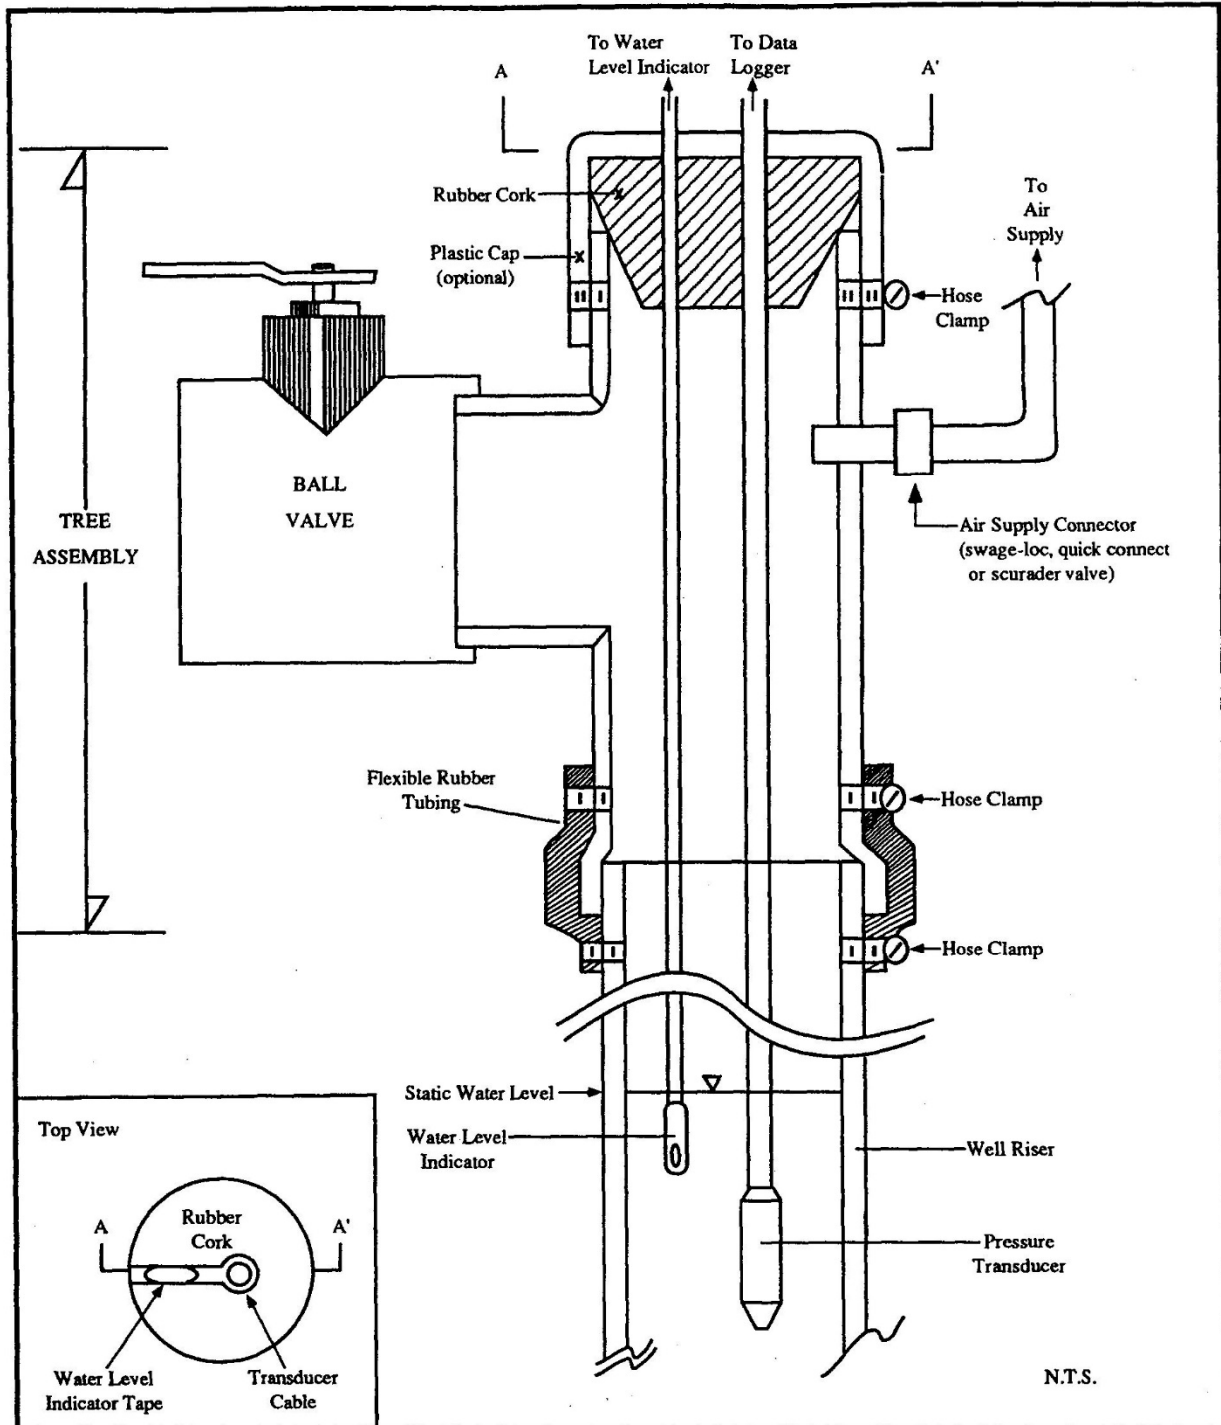 To Water
Level Indicator
To Data
Logger
A
A'
Rubber Cork
Plastic Cap
(optional)
To
Air
Supply
Hose
Clamp
BALL
VALVE
TREE
ASSEMBLY
Air Supply Connector
(swage-loc, quick connect
or scurader valve)
Flexible Rubber
Tubing
Hose Clamp
Hose Clamp
Static Water Level
Water Level
Indicator
Well Riser
Pressure
Transducer
Top View
A
Rubber
Cork
A'
Water Level
Indicator Tape
Transducer
Cable
N.T.S.